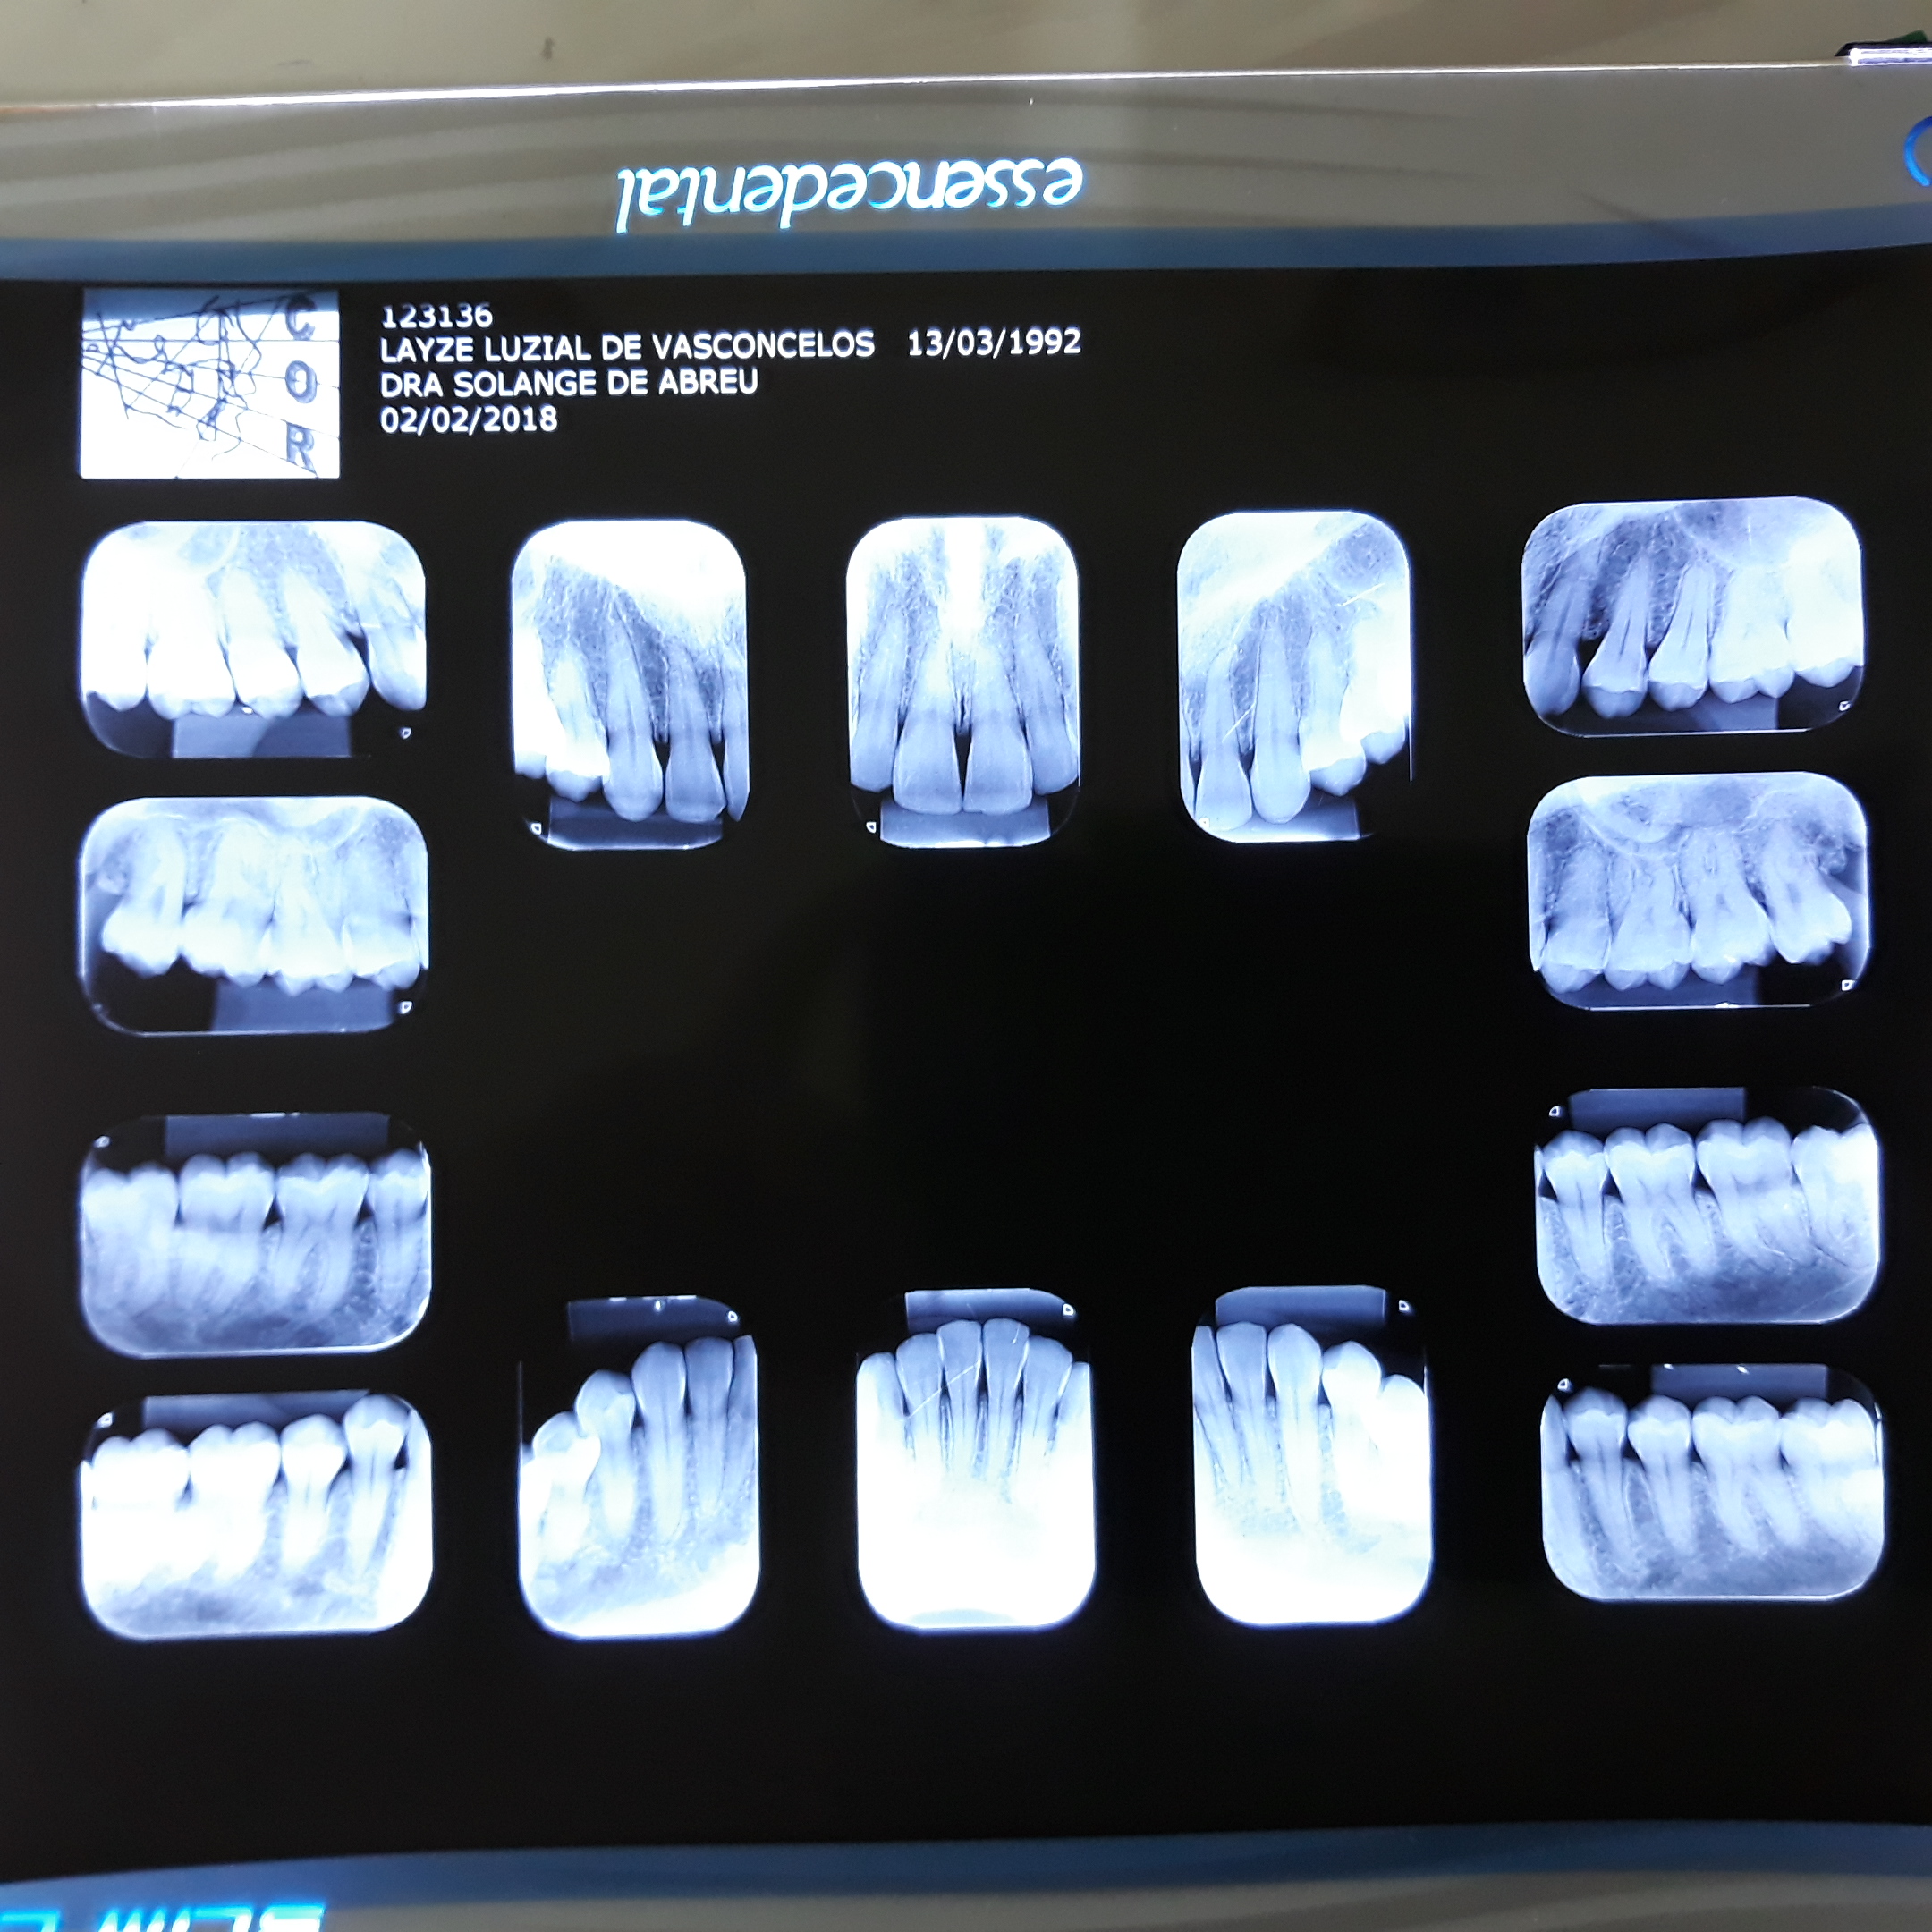 essencedental
C
O
R
123136
LAYZE LUZIAL DE VASCONCELOS 13/03/1992
DRA SOLANGE DE ABREU
02/02/2018